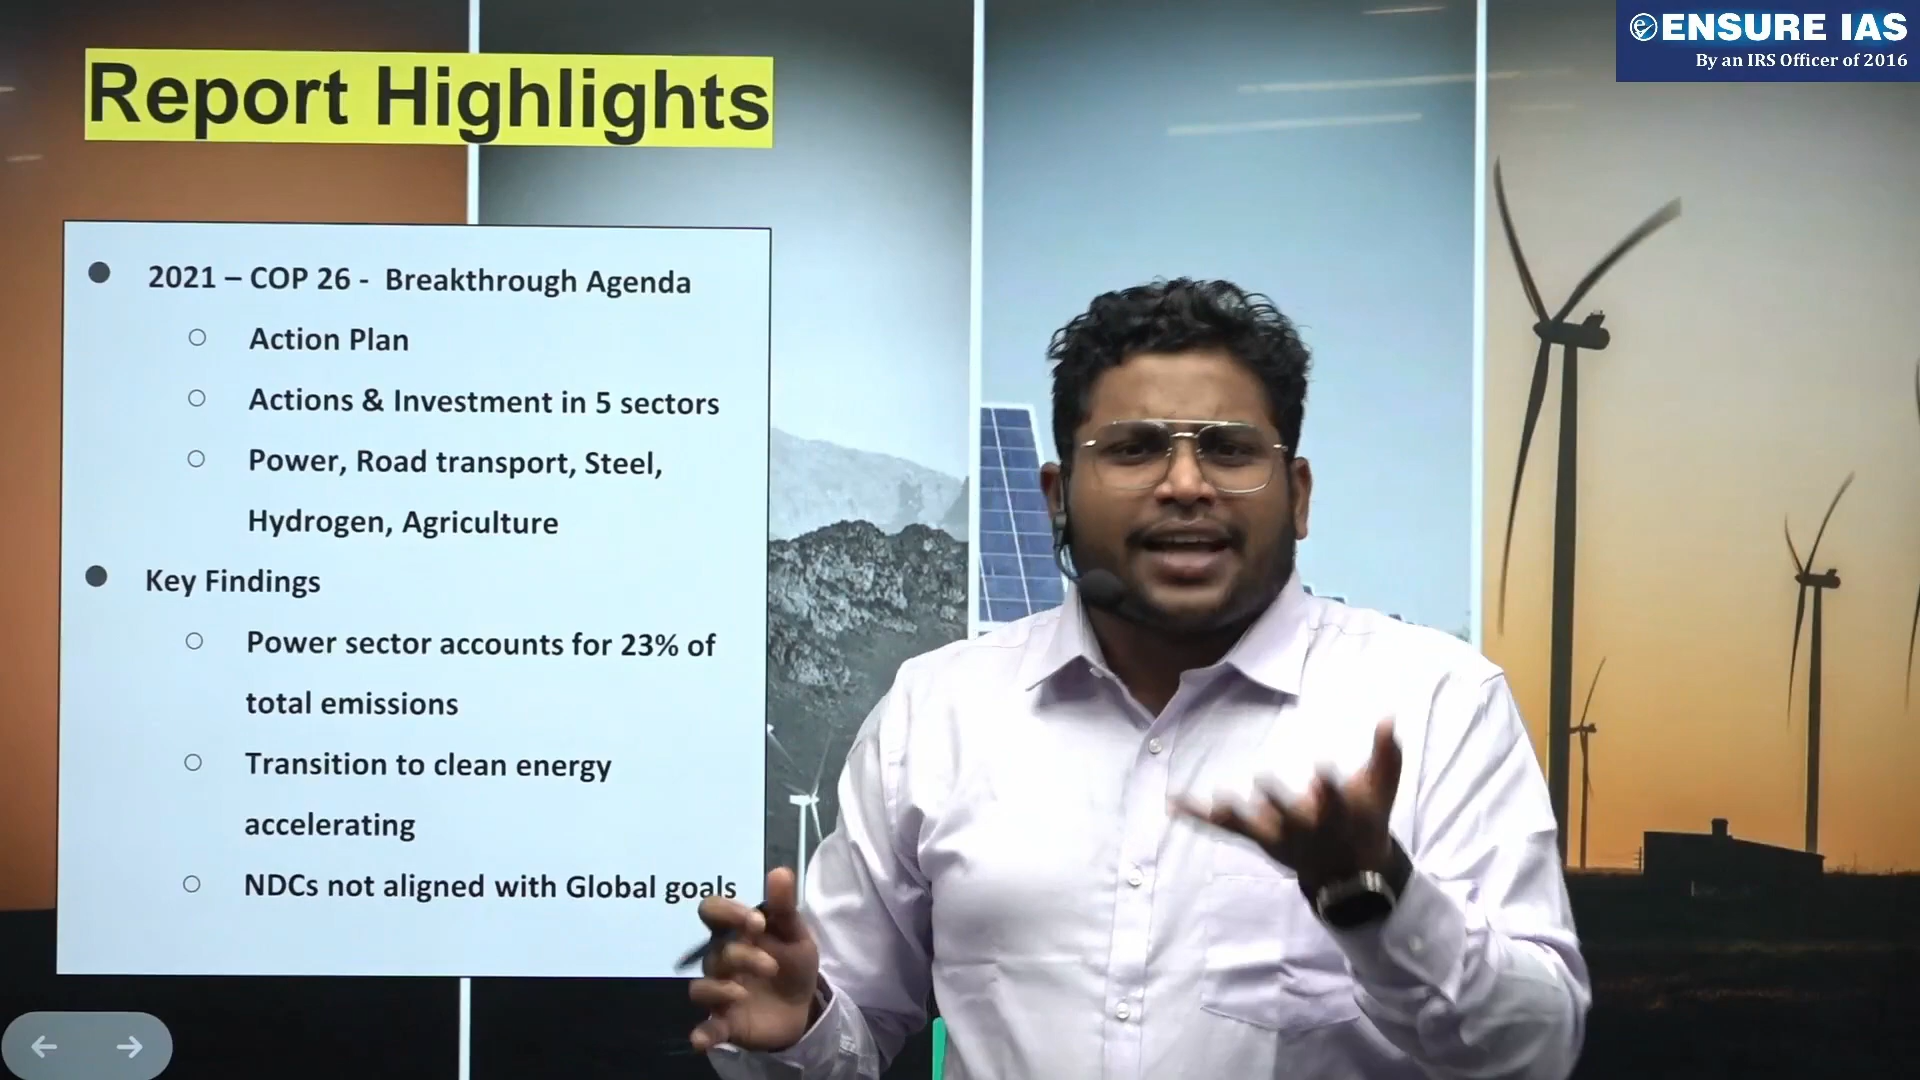 ENSURE IAS
By an IRS Officer of 2016
Report Highlights
2021 – COP 26 - Breakthrough Agenda
Action Plan
Actions & Investment in 5 sectors
Power, Road transport, Steel,
Hydrogen, Agriculture
Key Findings
Power sector accounts for 23% of
total emissions
Transition to clean energy
accelerating
NDCs not aligned with Global goals